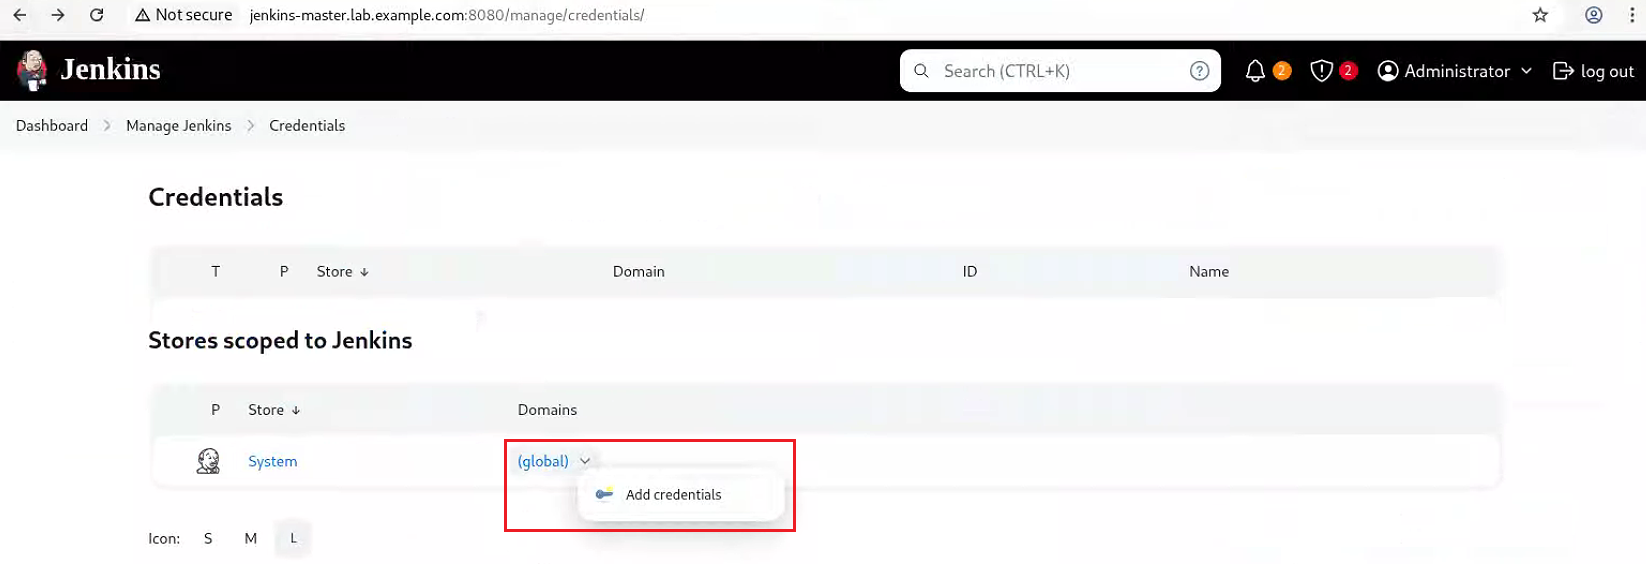 Not secure jenkins-master.lab.example.com:8080/manage/credentials/
Jenkins Search (CTRL+K) ? 2 2 Administrator log out
Dashboard Manage Jenkins Credentials
Credentials
T P Store ↓ Domain ID Name
Stores scoped to Jenkins
P Store ↓ Domains
System (global)
Add credentials
Icon: S M L